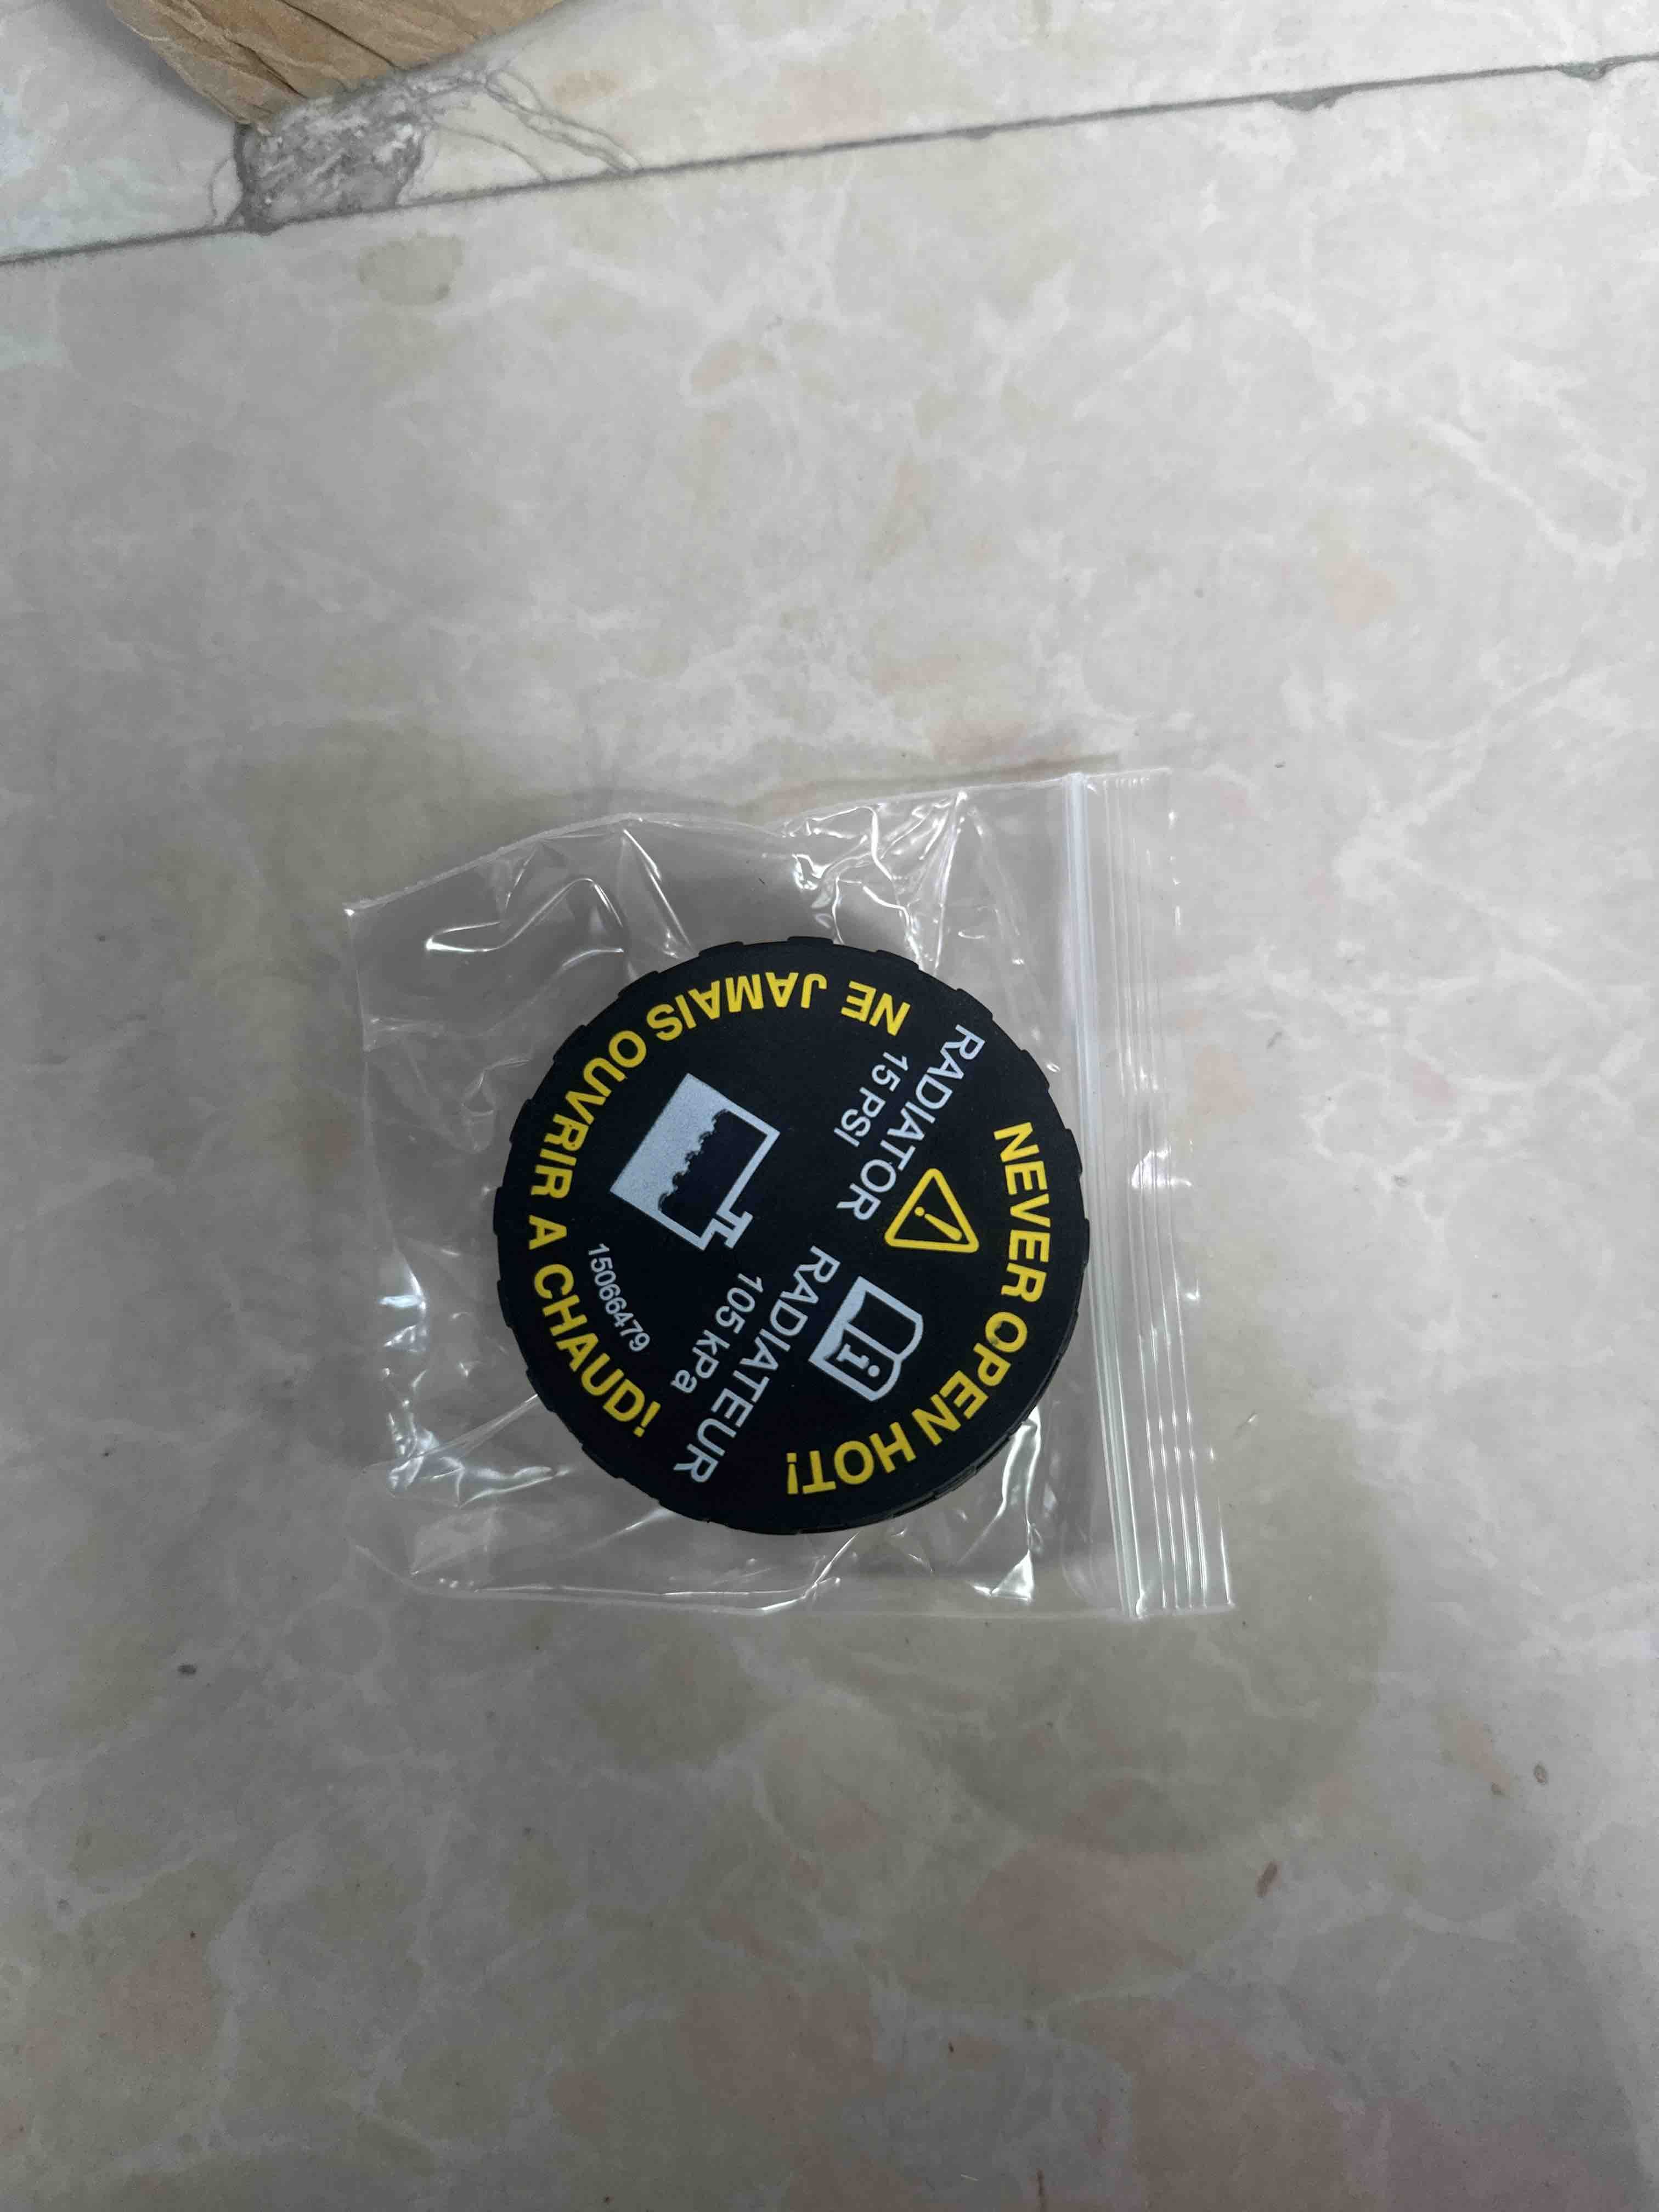 NEVER OPEN HOT!
RADIATOR
15 PSI
RADIATEUR
105 kPa
15066479
NE JAMAIS OUVRIR A CHAUD!